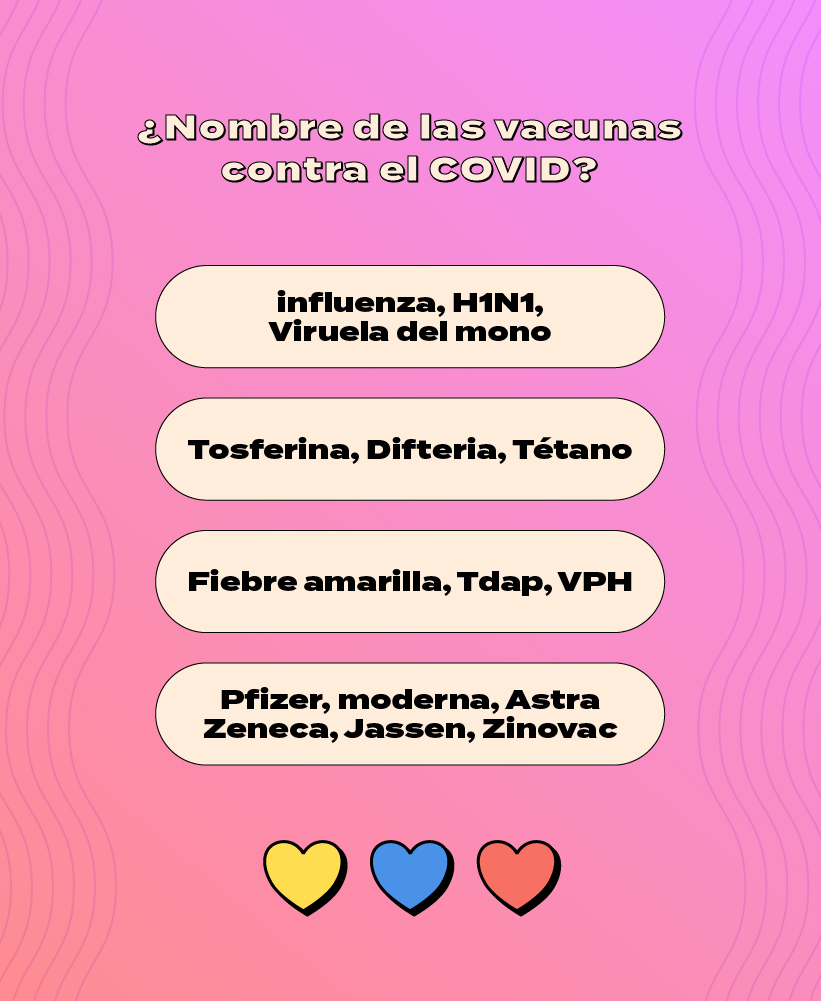 ¿Nombre de las vacunas
contra el COVID?
influenza, H1N1,
Viruela del mono
Tosferina, Difteria, Tétano
Fiebre amarilla, Tdap, VPH
Pfizer, moderna, Astra
Zeneca, Jassen, Zinovac